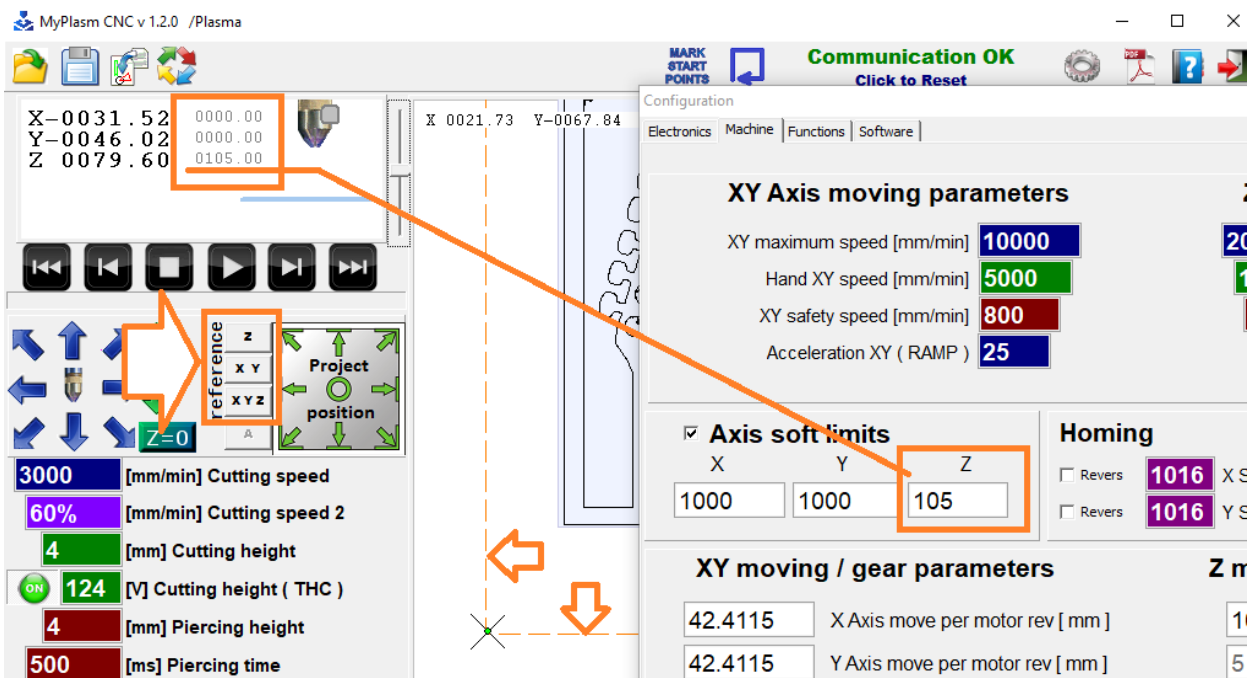 MyPlasm CNC v 1.2.0 /Plasma
MARK
START
POINTS
Communication OK
Click to Reset
PDF
?
X-0031.52 0000.00
Y-0046.02 0000.00
Z 0079.60 0105.00
X 0021.73 Y-0067.84
reference
Z
X Y
X Y Z
A
Project
position
Z=0
3000 [mm/min] Cutting speed
60% [mm/min] Cutting speed 2
4 [mm] Cutting height
ON 124 [V] Cutting height ( THC )
4 [mm] Piercing height
500 [ms] Piercing time
Configuration
Electronics Machine Functions Software
XY Axis moving parameters
XY maximum speed [mm/min] 10000 20
Hand XY speed [mm/min] 5000
XY safety speed [mm/min] 800
Acceleration XY ( RAMP ) 25
Axis soft limits
X Y Z
1000 1000 105
Homing
Revers 1016 X S
Revers 1016 Y S
XY moving / gear parameters Z m
42.4115 X Axis move per motor rev [ mm ]
42.4115 Y Axis move per motor rev [ mm ] 5